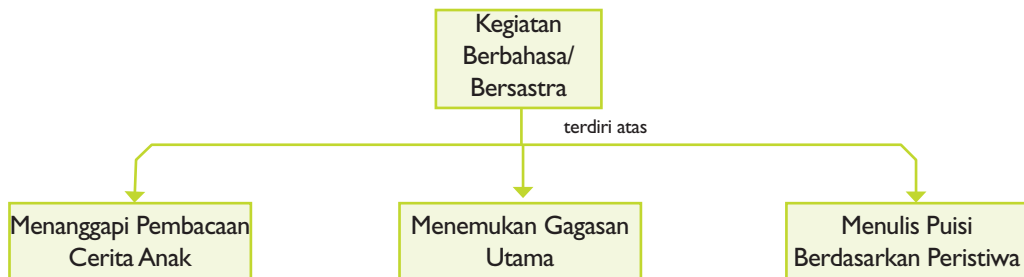 Kegiatan
Berbahasa/
Bersastra
terdiri atas
Menanggapi Pembacaan
Cerita Anak
Menemukan Gagasan
Utama
Menulis Puisi
Berdasarkan Peristiwa